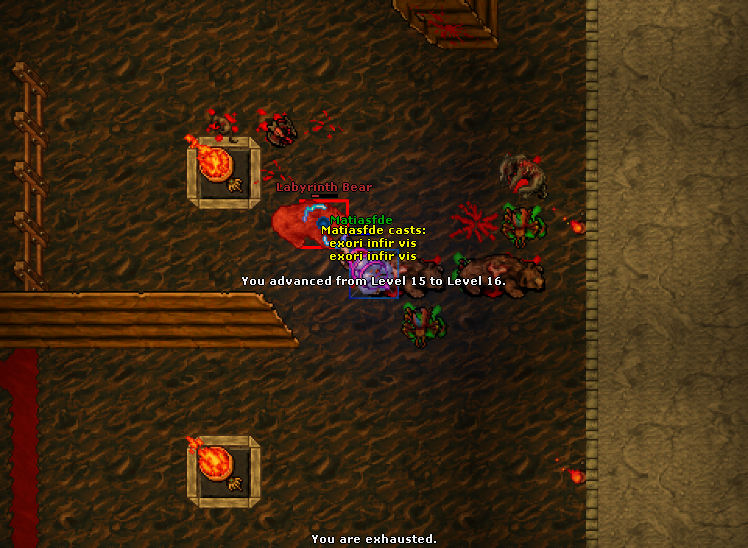 Labyrinth Bear
Matiasfde
Matiasfde casts:
exori infir vis
exori infir vis
You advanced from Level 15 to Level 16.
You are exhausted.